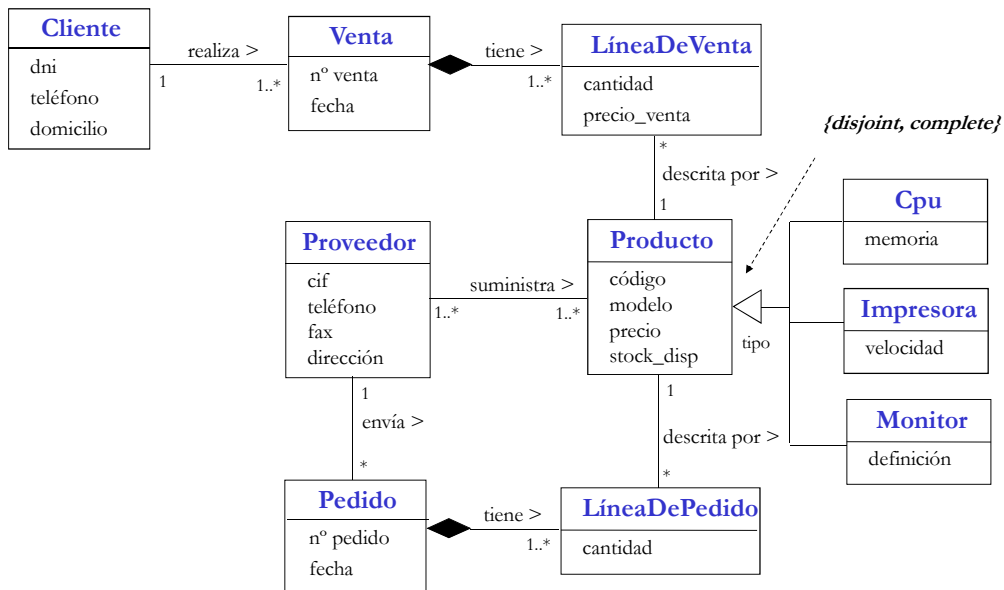 Cliente
dni
teléfono
domicilio
realiza >
1
1..*
Venta
nº venta
fecha
tiene >
1..*
LíneaDeVenta
cantidad
precio_venta
{disjoint, complete}
*
descrita por >
1
Proveedor
cif
teléfono
fax
dirección
suministra >
1..*
1..*
Producto
código
modelo
precio
stock_disp
tipo
Cpu
memoria
Impresora
velocidad
Monitor
definición
1
envía >
*
1
descrita por >
*
Pedido
nº pedido
fecha
tiene >
1..*
LíneaDePedido
cantidad